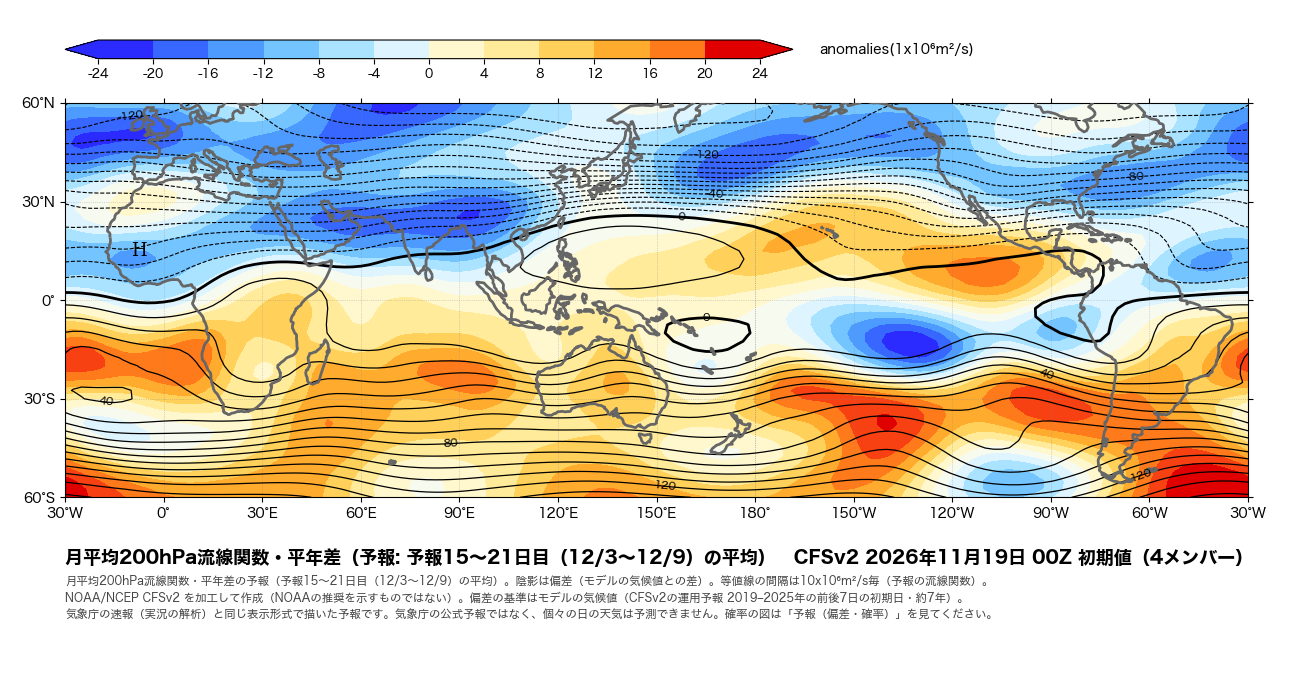 anomalies(1x10⁶m²/s)
-24 -20 -16 -12 -8 -4 0 4 8 12 16 20 24
60°N
30°N
0°
30°S
60°S
120
120
80
40
0
H
0
40
40
80
120
120
30°W 0° 30°E 60°E 90°E 120°E 150°E 180° 150°W 120°W 90°W 60°W 30°W
月平均200hPa流線関数・平年差（予報: 予報15～21日目（12/3～12/9）の平均） CFSv2 2026年11月19日 00Z 初期値（4メンバー）
月平均200hPa流線関数・平年差の予報（予報15～21日目（12/3～12/9）の平均）。陰影は偏差（モデルの気候値との差）。等値線の間隔は10x10⁶m²/s毎（予報の流線関数）。
NOAA/NCEP CFSv2 を加工して作成（NOAAの推奨を示すものではない）。偏差の基準はモデルの気候値（CFSv2の運用予報 2019–2025年の前後7日の初期日・約7年）。
気象庁の速報（実況の解析）と同じ表示形式で描いた予報です。気象庁の公式予報ではなく、個々の日の天気は予測できません。確率の図は「予報（偏差・確率）」を見てください。